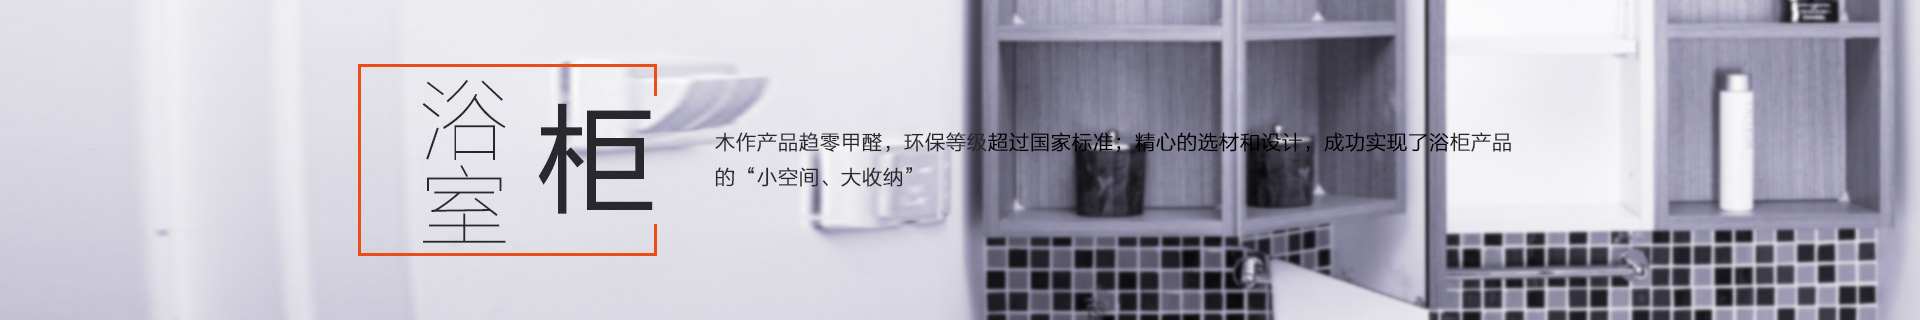 浴室柜
木作产品趋零甲醛，环保等级超过国家标准；精心的选材和设计，成功实现了浴柜产品
的“小空间、大收纳”